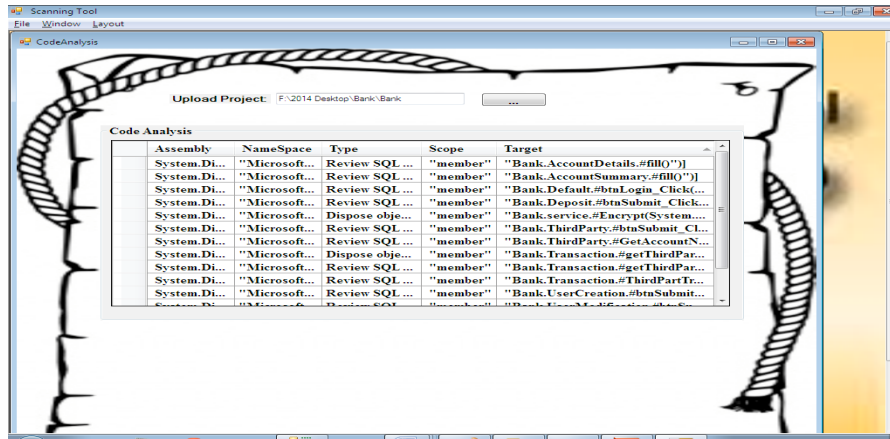 Scanning Tool
File Window Layout
CodeAnalysis
Upload Project: F:\2014 Desktop\Bank\Bank ...
Code Analysis
Assembly NameSpace Type Scope Target
System.Di... "Microsoft... Review SQL ... "member" "Bank.AccountDetails.#fill()")]
System.Di... "Microsoft... Review SQL ... "member" "Bank.AccountSummary.#fill()")]
System.Di... "Microsoft... Review SQL ... "member" "Bank.Default.#btnLogin_Click(...
System.Di... "Microsoft... Review SQL ... "member" "Bank.Deposit.#btnSubmit_Click...
System.Di... "Microsoft... Dispose obje... "member" "Bank.service.#Encrypt(System....
System.Di... "Microsoft... Review SQL ... "member" "Bank.ThirdParty.#btnSubmit_Cl...
System.Di... "Microsoft... Review SQL ... "member" "Bank.ThirdParty.#GetAccountN...
System.Di... "Microsoft... Dispose obje... "member" "Bank.Transaction.#getThirdPar...
System.Di... "Microsoft... Review SQL ... "member" "Bank.Transaction.#getThirdPar...
System.Di... "Microsoft... Review SQL ... "member" "Bank.Transaction.#ThirdPartTr...
System.Di... "Microsoft... Review SQL ... "member" "Bank.UserCreation.#btnSubmit...
System.Di... "Microsoft... Review SQL ... "member"